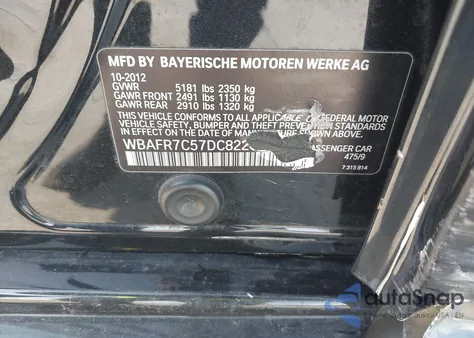 MFD BY BAYERISCHE MOTOREN WERKE AG
10-2012
GVWR 5181 lbs 2350 kg
GAWR FRONT 2491 lbs 1130 kg
GAWR REAR 2910 lbs 1320 kg
THIS VEHICLE CONFORMS TO ALL FEDERAL MOTOR
VEHICLE SAFETY, BUMPER, AND THEFT PREVENTION
STANDARDS IN EFFECT ON THE DATE OF
MANUFACTURE SHOWN ABOVE.
WBAFR7C57DC822 PASSENGER CAR
475/9
7 315 814
autoSnap
USA | EU